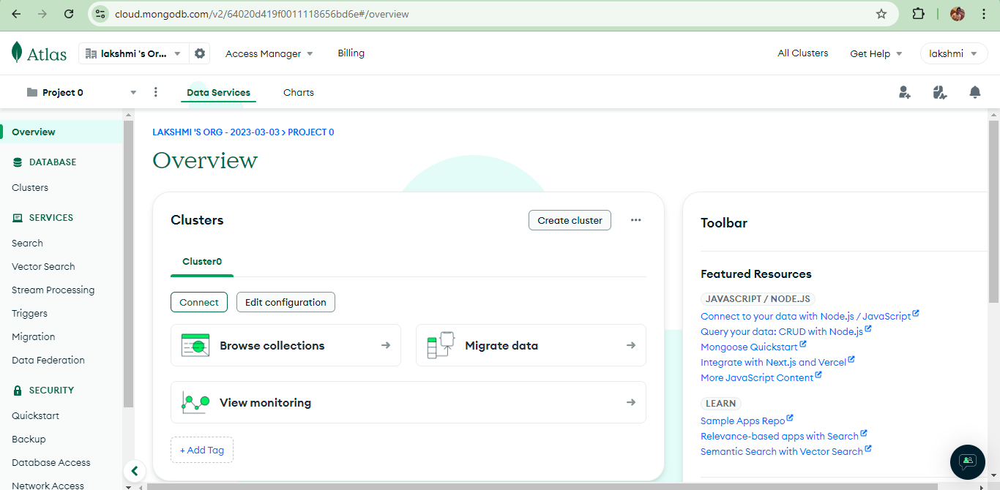 cloud.mongodb.com/v2/64020d419f0011118656bd6e#/overview
Atlas
lakshmi 's Or...
Access Manager
Billing
All Clusters
Get Help
lakshmi
Project 0
Data Services
Charts
Overview
DATABASE
Clusters
SERVICES
Search
Vector Search
Stream Processing
Triggers
Migration
Data Federation
SECURITY
Quickstart
Backup
Database Access
Network Access
LAKSHMI 'S ORG - 2023-03-03 > PROJECT 0
Overview
Clusters
Create cluster
Cluster0
Connect
Edit configuration
Browse collections
Migrate data
View monitoring
+ Add Tag
Toolbar
Featured Resources
JAVASCRIPT / NODE.JS
Connect to your data with Node.js / JavaScript
Query your data: CRUD with Node.js
Mongoose Quickstart
Integrate with Next.js and Vercel
More JavaScript Content
LEARN
Sample Apps Repo
Relevance-based apps with Search
Semantic Search with Vector Search